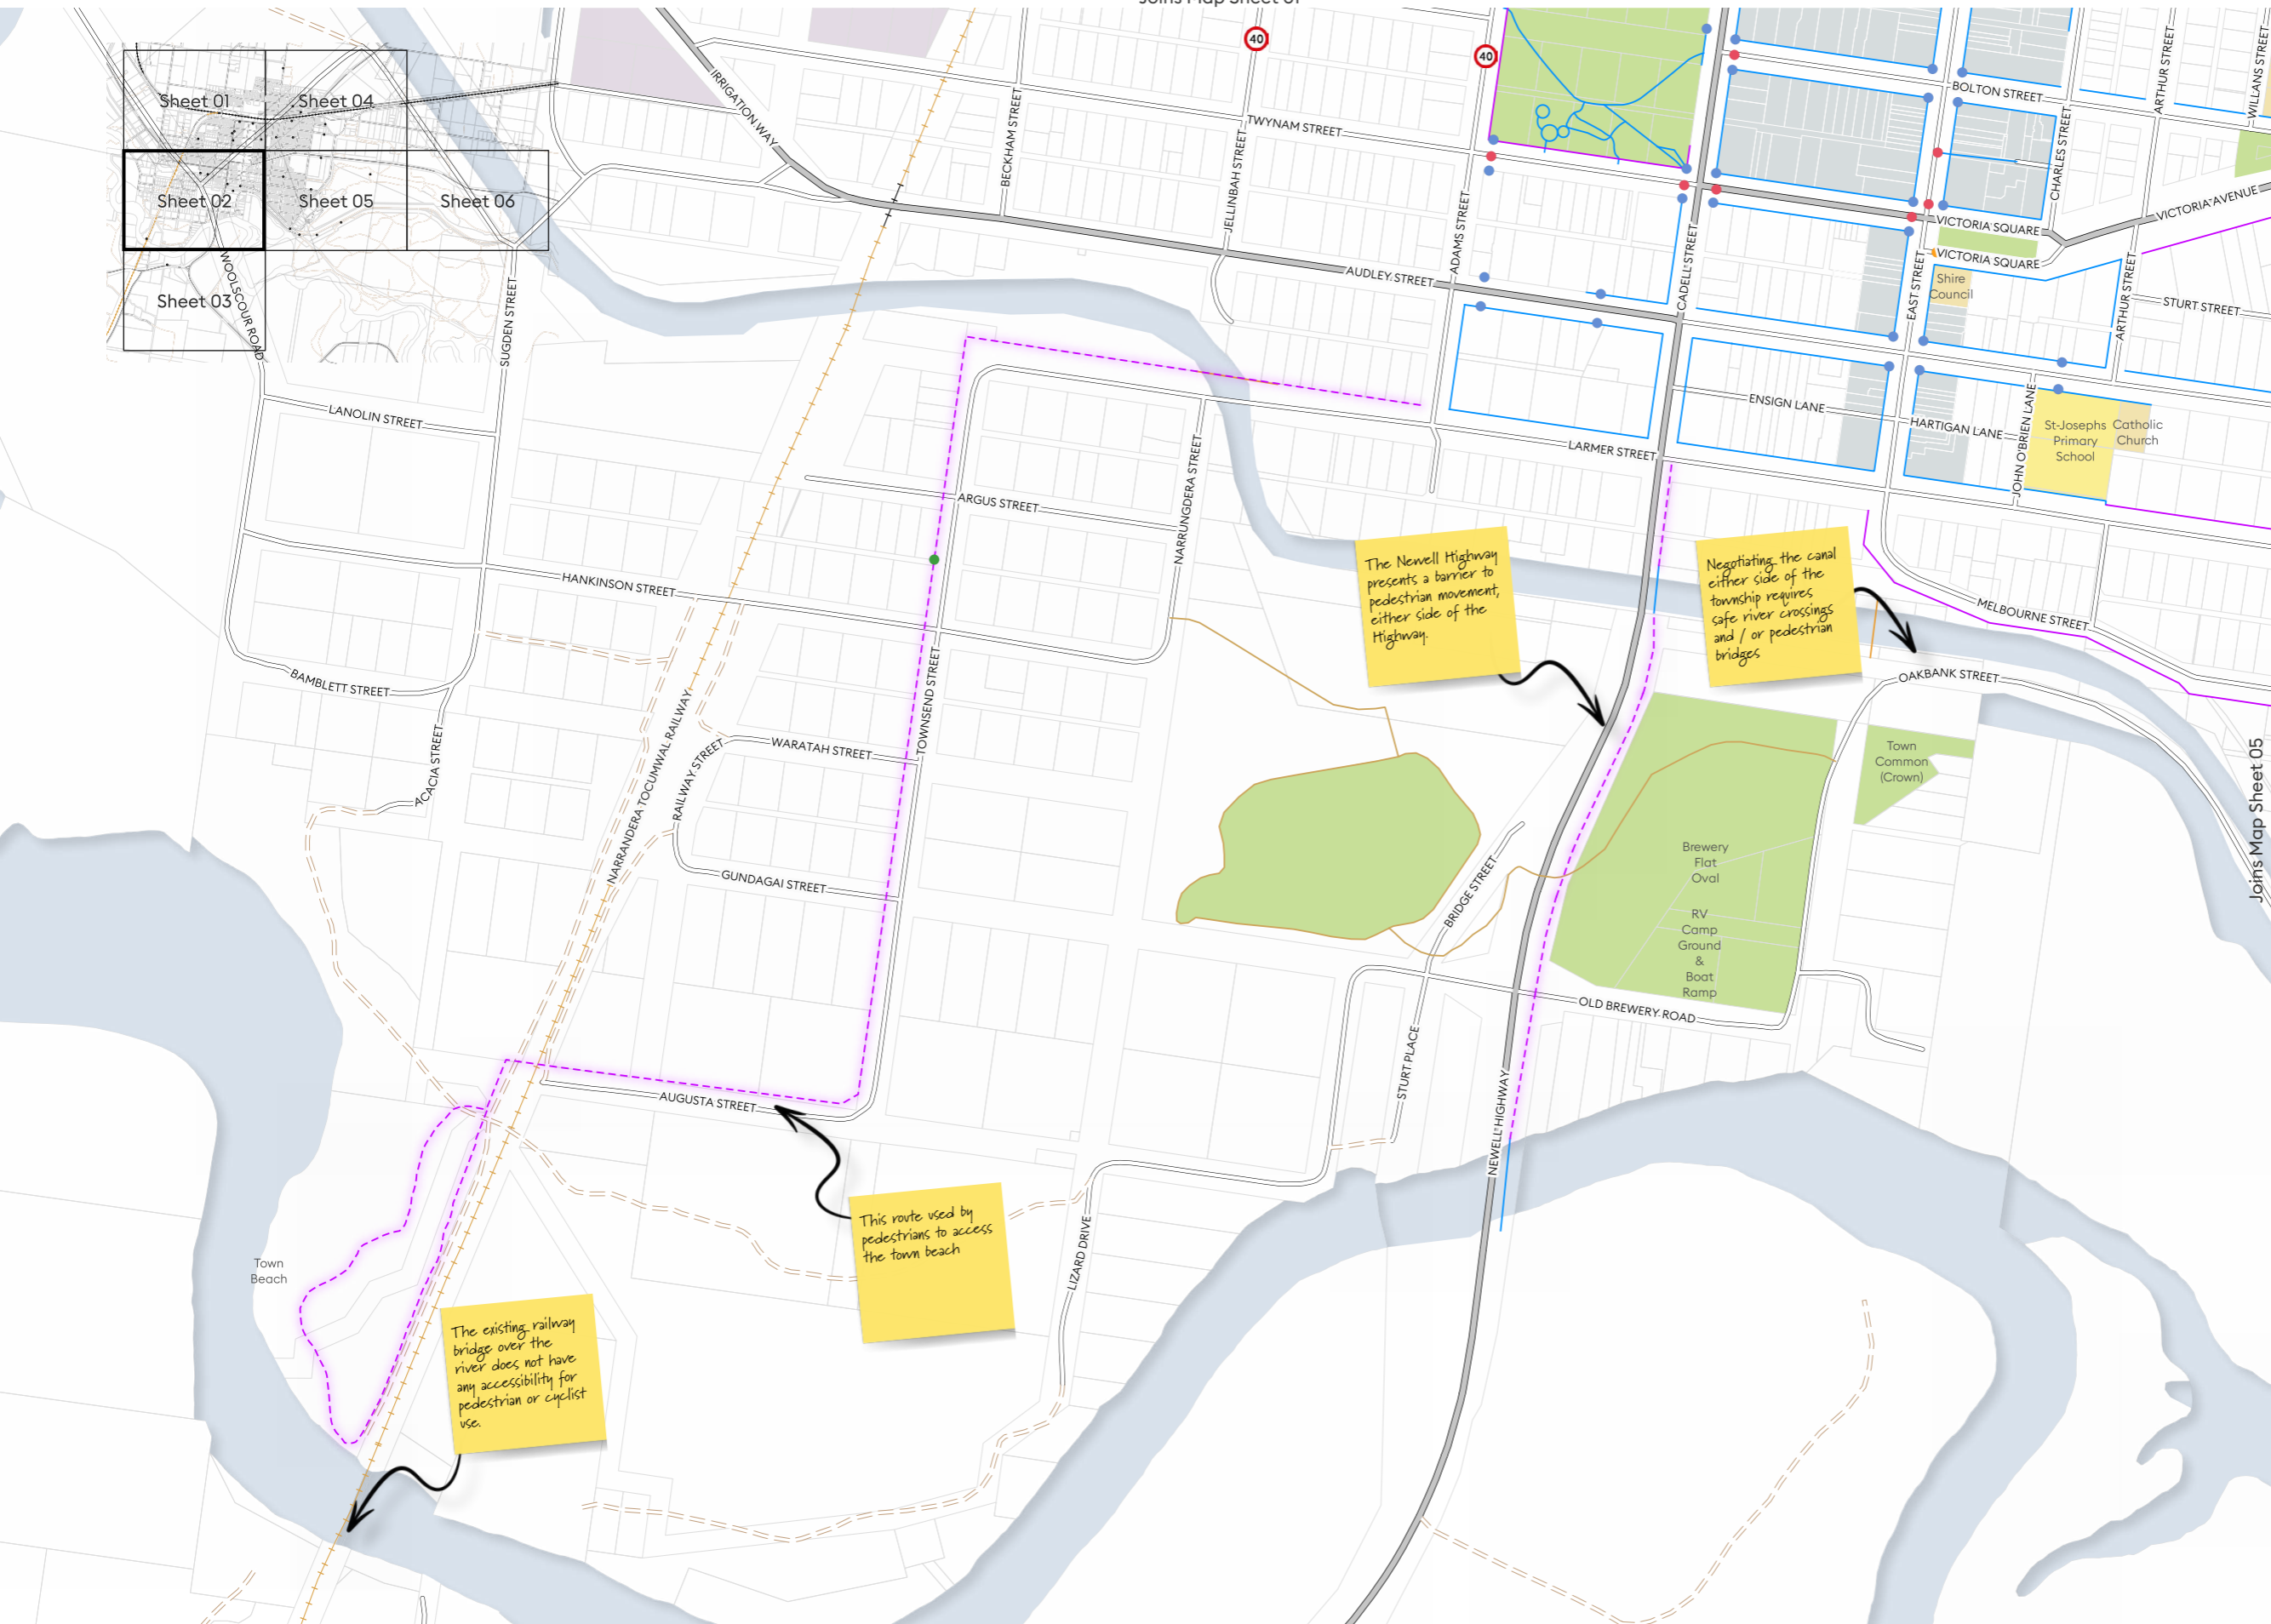 Joins Map Sheet 01
40
40
Sheet 01
Sheet 04
Sheet 02
Sheet 05
Sheet 06
Sheet 03
IRRIGATION WAY
BECKHAM STREET
JELLINBAH STREET
TWYNAM STREET
ADAMS STREET
AUDLEY STREET
CADELL STREET
BOLTON STREET
CHARLES STREET
ARTHUR STREET
WILLANS STREET
VICTORIA SQUARE
VICTORIA AVENUE
VICTORIA SQUARE
EAST STREET
Shire
Council
ARTHUR STREET
STURT STREET
WOOLSCOUR ROAD
SUGDEN STREET
LANOLIN STREET
ENSIGN LANE
HARTIGAN LANE
JOHN O'BRIEN LANE
St-Josephs
Primary
School
Catholic
Church
LARMER STREET
NARRUNGDERA STREET
ARGUS STREET
HANKINSON STREET
The Newell Highway
presents a barrier to
pedestrian movement,
either side of the
Highway.
Negotiating the canal
either side of the
township requires
safe river crossings
and / or pedestrian
bridges
MELBOURNE STREET
OAKBANK STREET
BAMBLETT STREET
ACACIA STREET
NARRANDERA TOCUMWAL RAILWAY
RAILWAY STREET
WARATAH STREET
TOWNSEND STREET
GUNDAGAI STREET
Town
Common
(Crown)
Joins Map Sheet 05
Brewery
Flat
Oval
RV
Camp
Ground
&
Boat
Ramp
BRIDGE STREET
OLD BREWERY ROAD
STURT PLACE
NEWELL HIGHWAY
AUGUSTA STREET
This route used by
pedestrians to access
the town beach
LIZARD DRIVE
Town
Beach
The existing railway
bridge over the
river does not have
any accessibility for
pedestrian or cyclist
use.